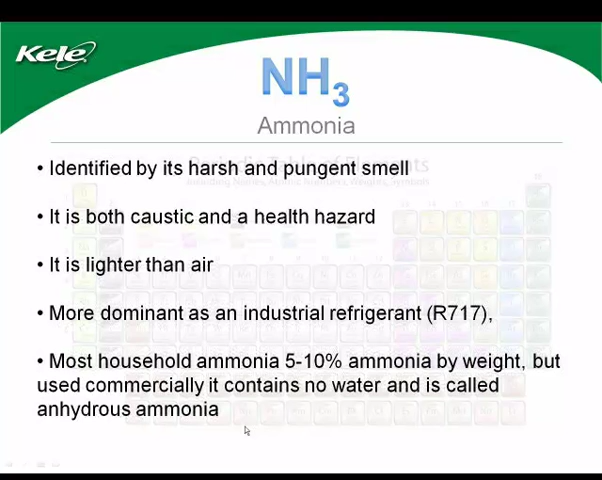 Kele
NH3
Ammonia
• Identified by its harsh and pungent smell
• It is both caustic and a health hazard
• It is lighter than air
• More dominant as an industrial refrigerant (R717),
• Most household ammonia 5-10% ammonia by weight, but
used commercially it contains no water and is called
anhydrous ammonia